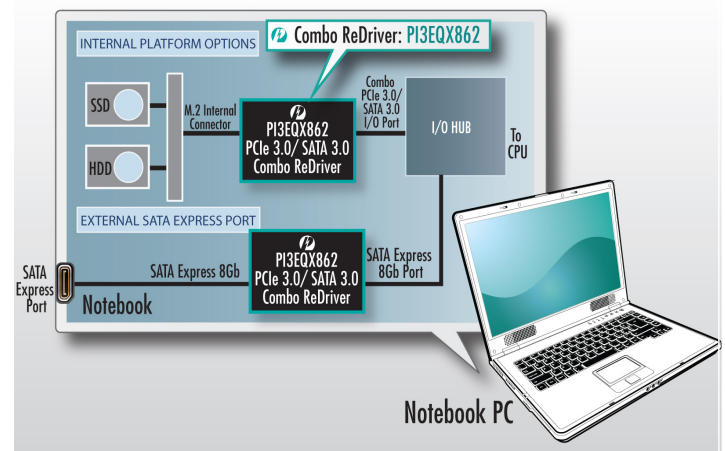 INTERNAL PLATFORM OPTIONS
Combo ReDriver: PI3EQX862
SSD
HDD
M.2 Internal
Connector
PI3EQX862
PCIe 3.0/ SATA 3.0
Combo ReDriver
Combo
PCIe 3.0/
SATA 3.0
I/O Port
I/O HUB
To
CPU
EXTERNAL SATA EXPRESS PORT
SATA
Express
Port
SATA Express 8Gb
PI3EQX862
PCIe 3.0/ SATA 3.0
Combo ReDriver
SATA Express
8Gb Port
Notebook
Notebook PC